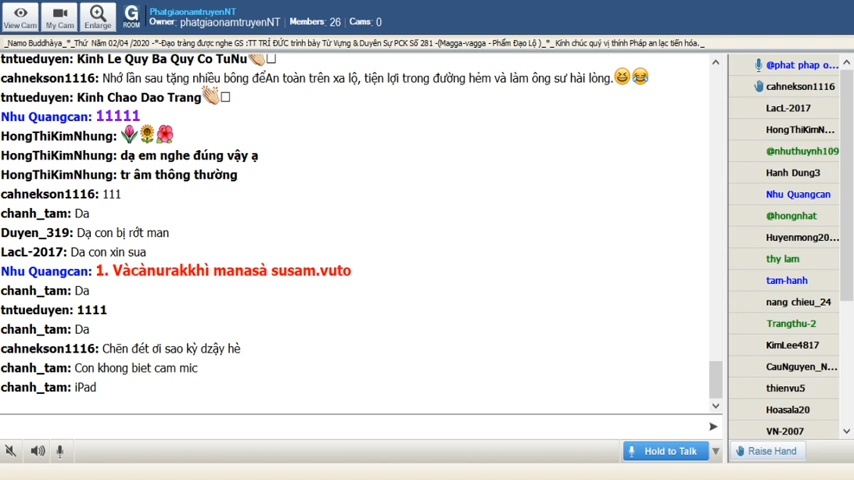 View Cam
My Cam
Enlarge
G ROOM
PhatgiaonamtruyenNT
Owner: phatgiaonamtruyenNT | Members: 26 | Cams: 0
_Namo Buddhàya_*_Thứ Năm 02/04 /2020 -*-Đạo tràng được nghe GS :TT TRÍ ĐỨC trình bày Từ Vựng & Duyên Sự PCK Số 281 -(Magga-vagga - Phẩm Đạo Lộ )_*_ Kính chúc quý vị thính Pháp an lạc tiến hóa._
tntueduyen: Kinh Le Quy Ba Quy Co TuNu
cahnekson1116: Nhớ lần sau tặng nhiều bông đểAn toàn trên xa lộ, tiện lợi trong đường hẻm và làm ông sư hài lòng.
tntueduyen: Kinh Chao Dao Trang
Nhu Quangcan: 11111
HongThiKimNhung:
HongThiKimNhung: dạ em nghe đúng vậy ạ
HongThiKimNhung: tr âm thông thường
cahnekson1116: 111
chanh_tam: Da
Duyen_319: Dạ con bị rớt man
LacL-2017: Da con xin sua
Nhu Quangcan: 1. Vàcànurakkhì manasà susam.vuto
chanh_tam: Da
tntueduyen: 1111
chanh_tam: Da
cahnekson1116: Chēn đét ơi sao kỳ dzậy hè
chanh_tam: Con khong biet cam mic
chanh_tam: iPad
Hold to Talk
@phat phap o...
cahnekson1116
LacL-2017
HongThiKimN...
@nhuthuynh109
Hanh Dung3
Nhu Quangcan
@hongnhat
Huyenmong20...
thy lam
tam-hanh
nang chieu_24
Trangthu-2
KimLee4817
CauNguyen_N...
thienvu5
Hoasala20
VN-2007
Raise Hand